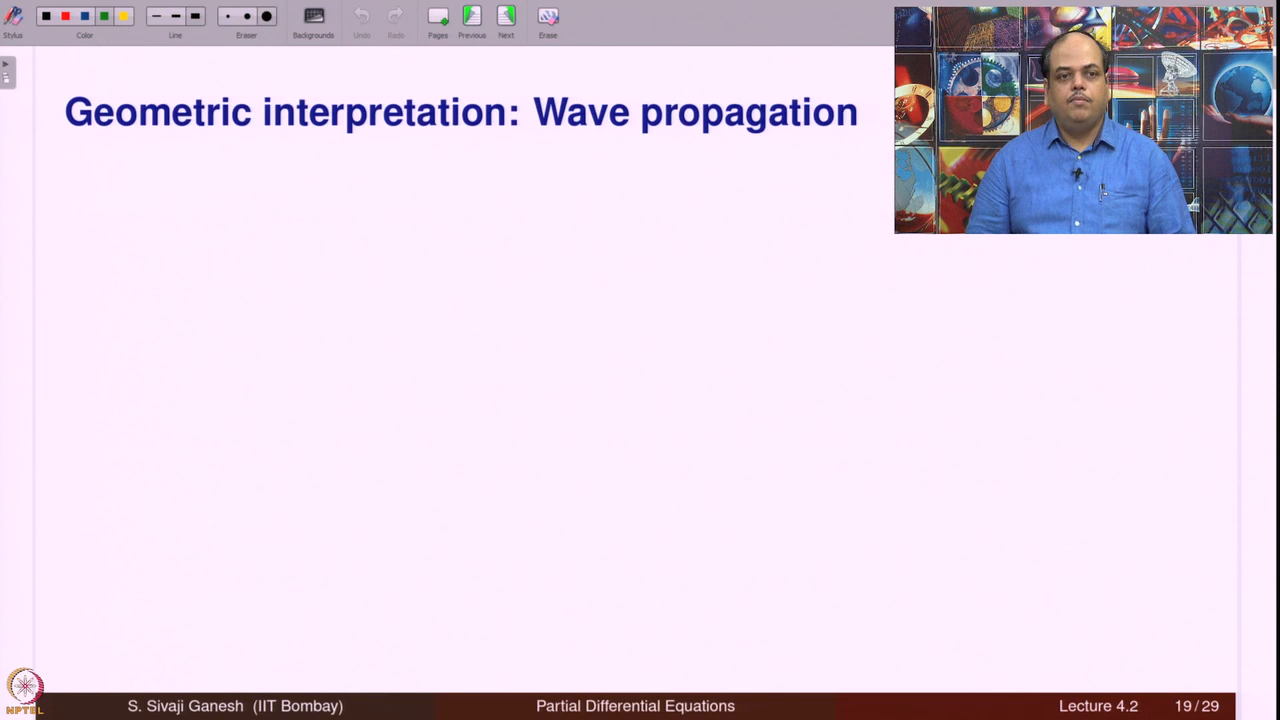 Stylus Color Line Eraser Backgrounds Undo Redo Pages Previous Next Erase
Geometric interpretation: Wave propagation
NPTEL
S. Sivaji Ganesh (IIT Bombay) Partial Differential Equations Lecture 4.2 19 / 29